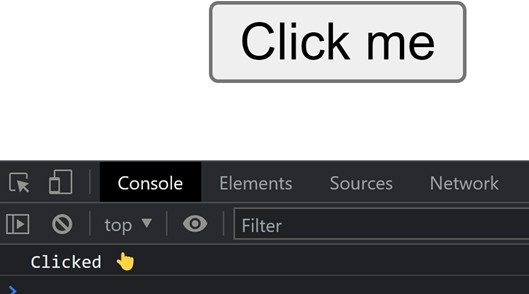 Click me
Console Elements Sources Network
top ▼ Filter
Clicked 👆